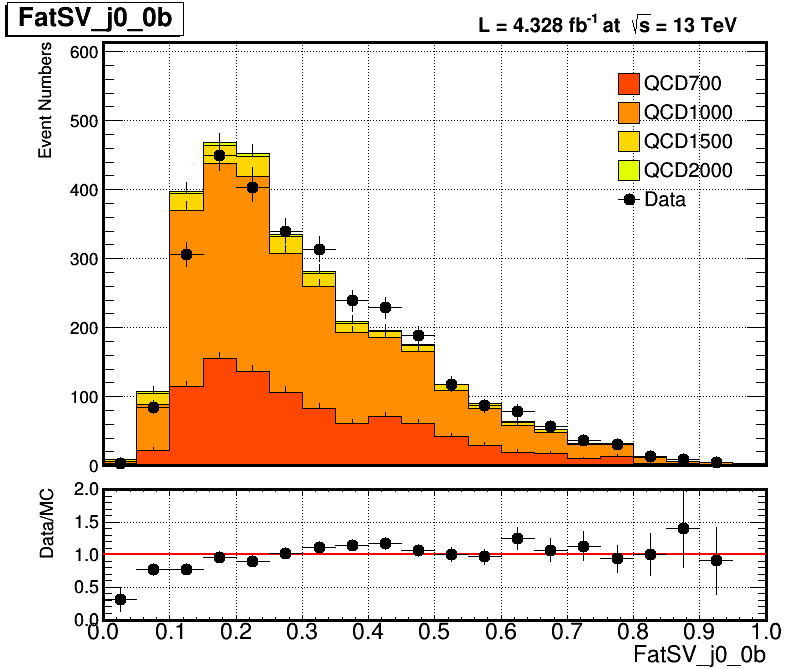 FatSV_j0_0b
L = 4.328 fb-1 at √s = 13 TeV
Event Numbers
600
500
400
300
200
100
0
QCD700
QCD1000
QCD1500
QCD2000
Data
Data/MC
2.0
1.5
1.0
0.5
0.0
0.0 0.1 0.2 0.3 0.4 0.5 0.6 0.7 0.8 0.9 1.0
FatSV_j0_0b